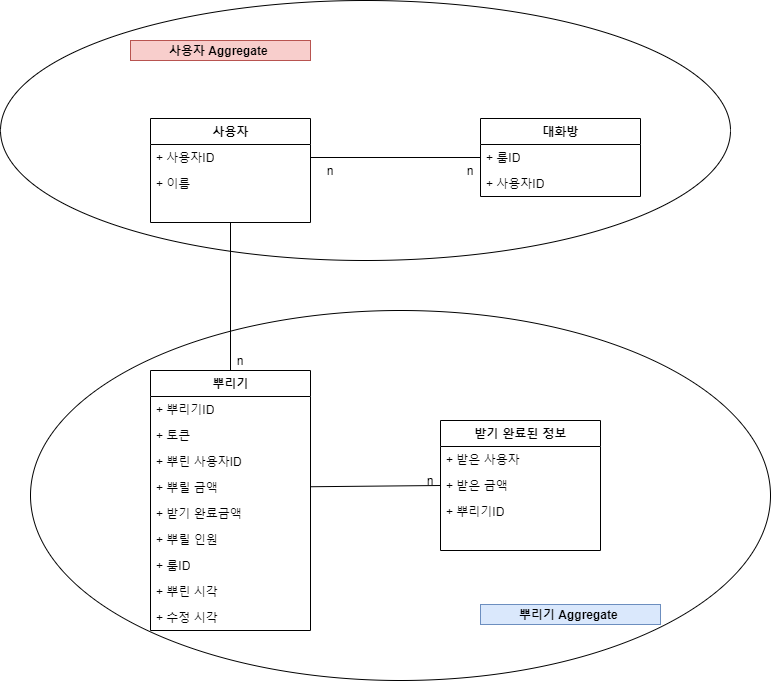 사용자 Aggregate
사용자
+ 사용자ID
+ 이름
대화방
+ 룸ID
+ 사용자ID
n
n
n
뿌리기
+ 뿌리기ID
+ 토큰
+ 뿌린 사용자ID
+ 뿌릴 금액
+ 받기 완료금액
+ 뿌릴 인원
+ 룸ID
+ 뿌린 시각
+ 수정 시각
n
받기 완료된 정보
+ 받은 사용자
+ 받은 금액
+ 뿌리기ID
뿌리기 Aggregate